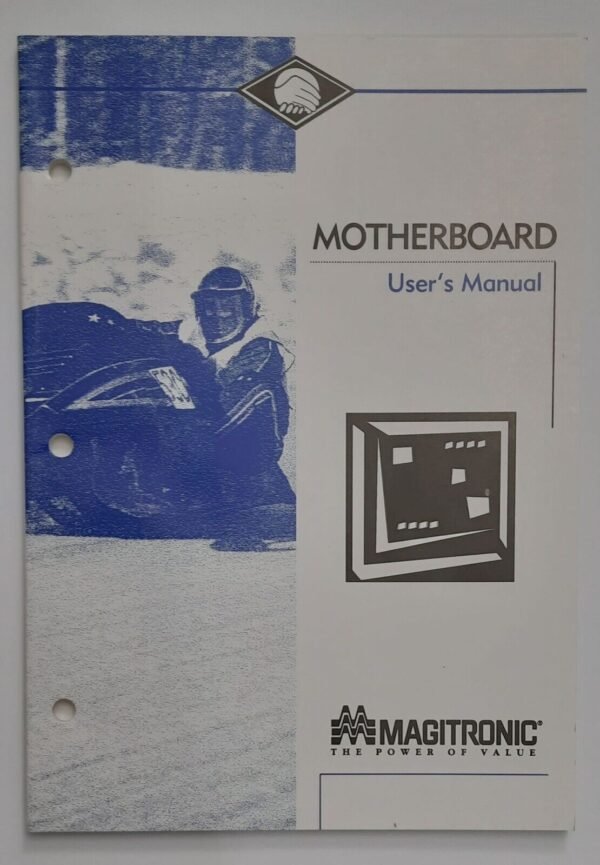 MOTHERBOARD
User's Manual
MAGITRONIC®
THE POWER OF VALUE